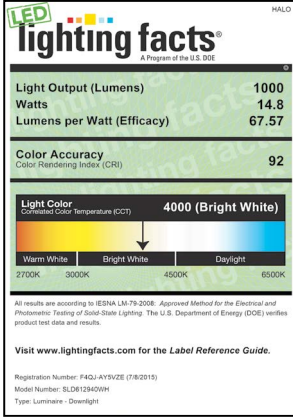 HALO
LED
lighting facts®
A Program of the U.S. DOE
Light Output (Lumens) 1000
Watts 14.8
Lumens per Watt (Efficacy) 67.57
Color Accuracy 92
Color Rendering Index (CRI)
Light Color 4000 (Bright White)
Correlated Color Temperature (CCT)
Warm White Bright White Daylight
2700K 3000K 4500K 6500K
All results are according to IESNA LM-79-2008: Approved Method for the Electrical and
Photometric Testing of Solid-State Lighting. The U.S. Department of Energy (DOE) verifies
product test data and results.
Visit www.lightingfacts.com for the Label Reference Guide.
Registration Number: F4QJ-AY5VZE (7/8/2015)
Model Number: SLD612940WH
Type: Luminaire - Downlight